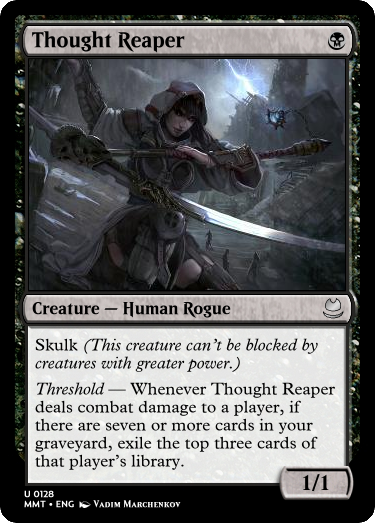 Thought Reaper
Creature — Human Rogue
Skulk (This creature can't be blocked by
creatures with greater power.)
Threshold — Whenever Thought Reaper
deals combat damage to a player, if
there are seven or more cards in your
graveyard, exile the top three cards of
that player's library.
1/1
U 0128
MMT • ENG Vadim Marchenkov